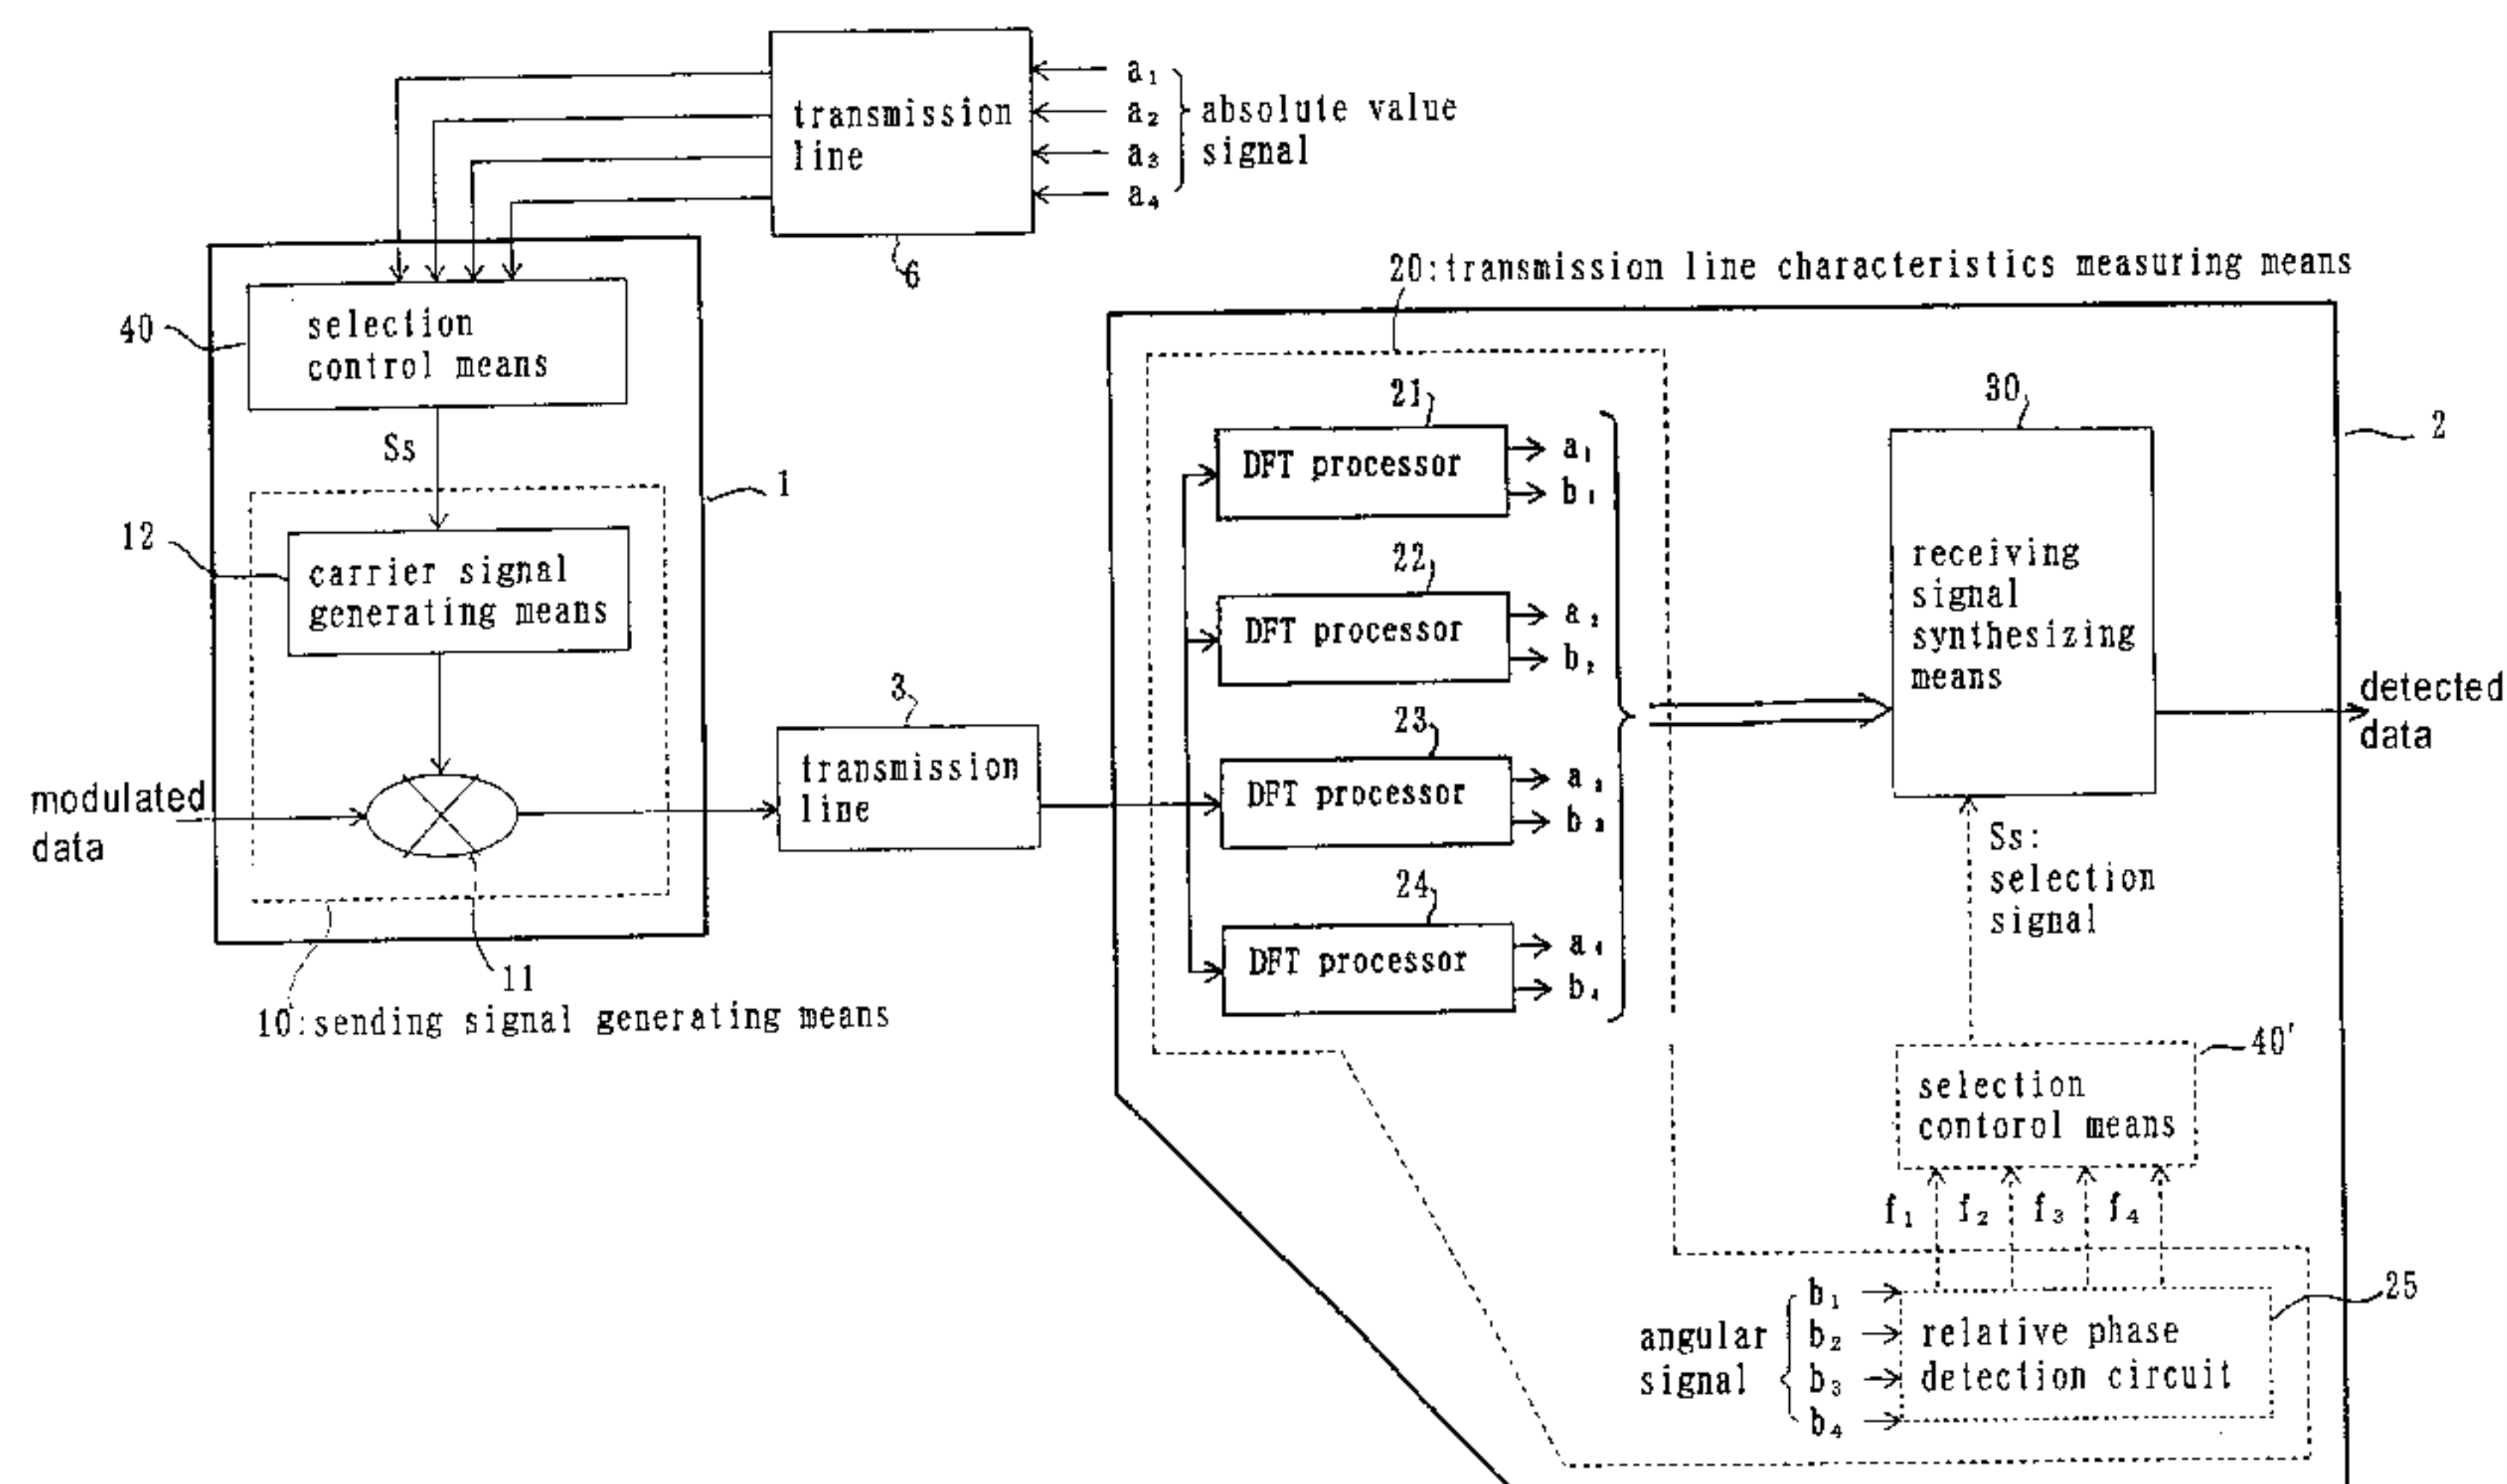 transmission
line
a₁
a₂
a₃
a₄
absolute value
signal
6
40
selection
control means
Ss
1
12
carrier signal
generating means
modulated
data
11
10:sending signal generating means
3
transmission
line
20:transmission line characteristics measuring means
2
21
DFT processor
a₁
b₁
22
DFT processor
a₂
b₂
23
DFT processor
a₃
b₃
24
DFT processor
a₄
b₄
30
receiving
signal
synthesizing
means
detected
data
Ss:
selection
signal
40'
selection
contorol means
f₁ f₂ f₃ f₄
25
angular
signal
b₁
b₂
b₃
b₄
relative phase
detection circuit